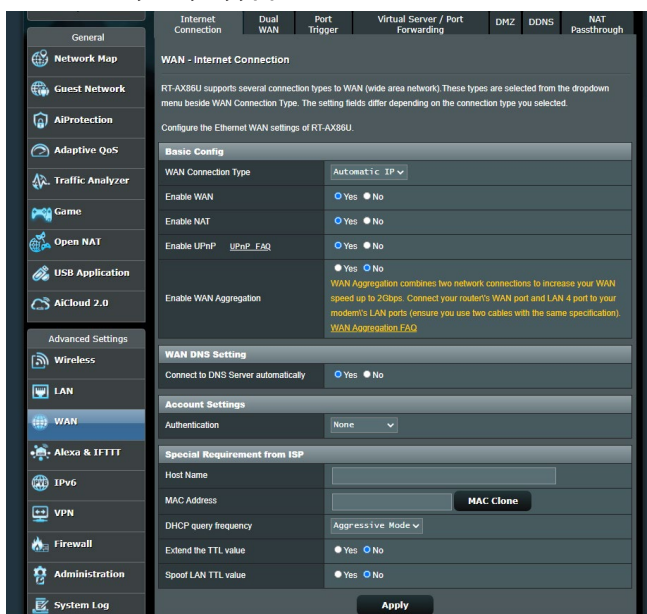 Internet Connection
Dual WAN
Port Trigger
Virtual Server / Port Forwarding
DMZ
DDNS
NAT Passthrough
General
Network Map
Guest Network
AiProtection
Adaptive QoS
Traffic Analyzer
Game
Open NAT
USB Application
AiCloud 2.0
Advanced Settings
Wireless
LAN
WAN
Alexa & IFTTT
IPv6
VPN
Firewall
Administration
System Log
WAN - Internet Connection
RT-AX86U supports several connection types to WAN (wide area network).These types are selected from the dropdown
menu beside WAN Connection Type. The setting fields differ depending on the connection type you selected.
Configure the Ethernet WAN settings of RT-AX86U.
Basic Config
WAN Connection Type Automatic IP
Enable WAN Yes No
Enable NAT Yes No
Enable UPnP UPnP FAQ Yes No
Enable WAN Aggregation Yes No
WAN Aggregation combines two network connections to increase your WAN
speed up to 2Gbps. Connect your router\'s WAN port and LAN 4 port to your
modem\'s LAN ports (ensure you use two cables with the same specification).
WAN Aggregation FAQ
WAN DNS Setting
Connect to DNS Server automatically Yes No
Account Settings
Authentication None
Special Requirement from ISP
Host Name
MAC Address MAC Clone
DHCP query frequency Aggressive Mode
Extend the TTL value Yes No
Spoof LAN TTL value Yes No
Apply